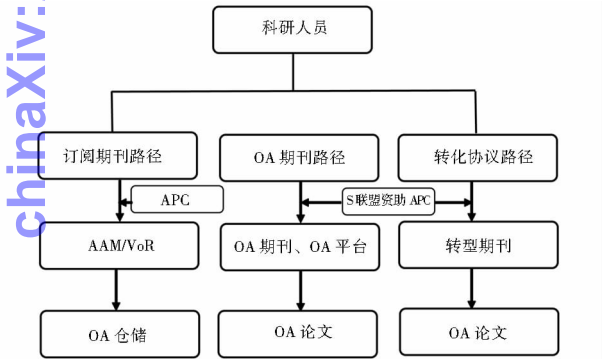 chinaXiv:
科研人员
订阅期刊路径
OA 期刊路径
转化协议路径
APC
S联盟资助 APC
AAM/VoR
OA 期刊、OA 平台
转型期刊
OA 仓储
OA 论文
OA 论文